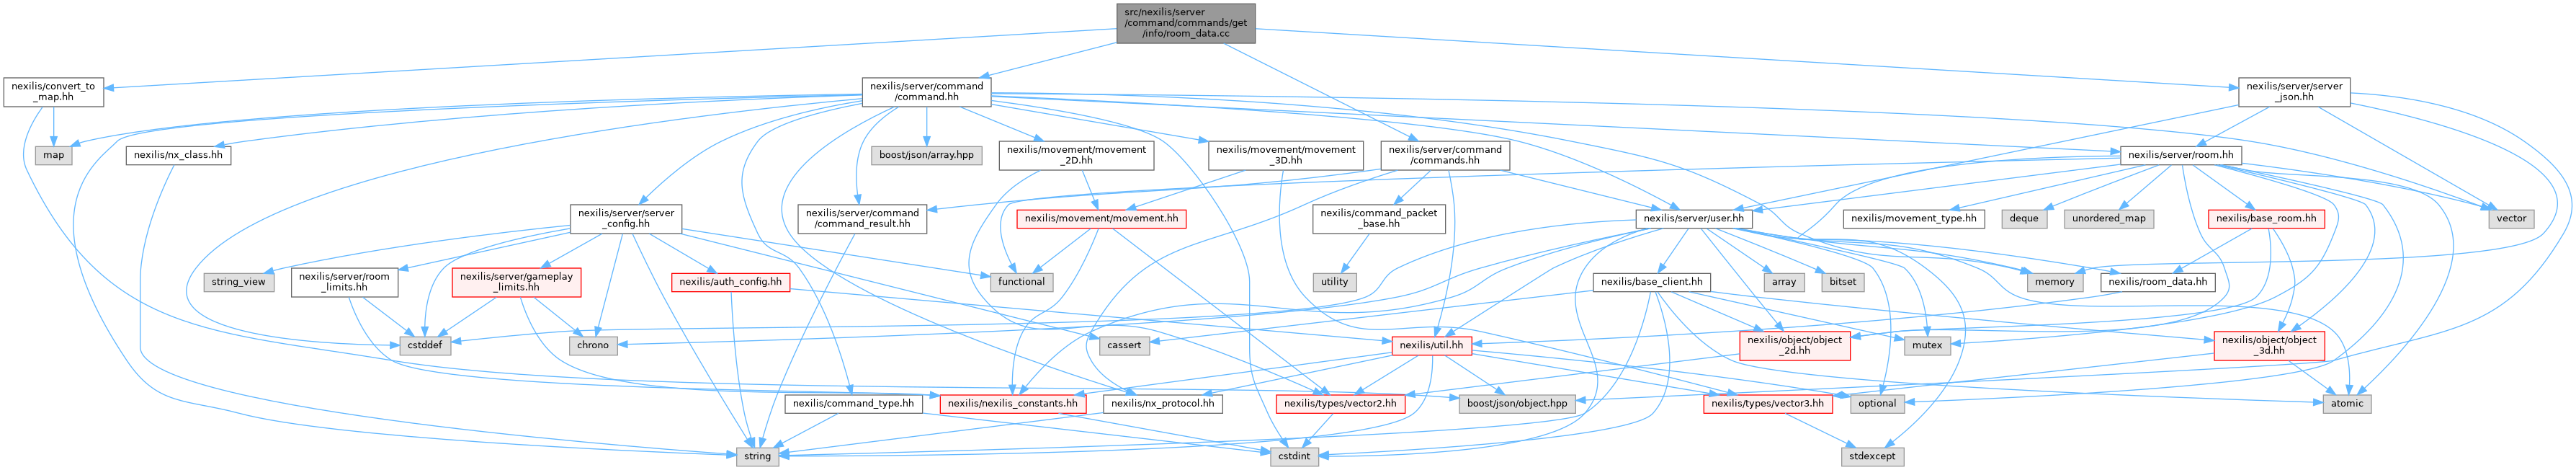 src/nexilis/server
/command/commands/get
/info/room_data.cc
nexilis/convert_to
_map.hh
nexilis/server/command
/command.hh
nexilis/server/server
_json.hh
map
nexilis/nx_class.hh
boost/json/array.hpp
nexilis/movement/movement
_2D.hh
nexilis/movement/movement
_3D.hh
nexilis/server/command
/commands.hh
nexilis/server/room.hh
nexilis/server/server
_config.hh
nexilis/server/command
/command_result.hh
nexilis/movement/movement.hh
nexilis/command_packet
_base.hh
nexilis/server/user.hh
nexilis/movement_type.hh
deque
unordered_map
nexilis/base_room.hh
vector
string_view
nexilis/server/room
_limits.hh
nexilis/server/gameplay
_limits.hh
nexilis/auth_config.hh
functional
utility
nexilis/base_client.hh
array
bitset
memory
nexilis/room_data.hh
cstddef
chrono
cassert
nexilis/util.hh
nexilis/object/object
_2d.hh
mutex
nexilis/object/object
_3d.hh
nexilis/command_type.hh
nexilis/nexilis_constants.hh
nexilis/nx_protocol.hh
nexilis/types/vector2.hh
boost/json/object.hpp
nexilis/types/vector3.hh
optional
atomic
string
cstdint
stdexcept